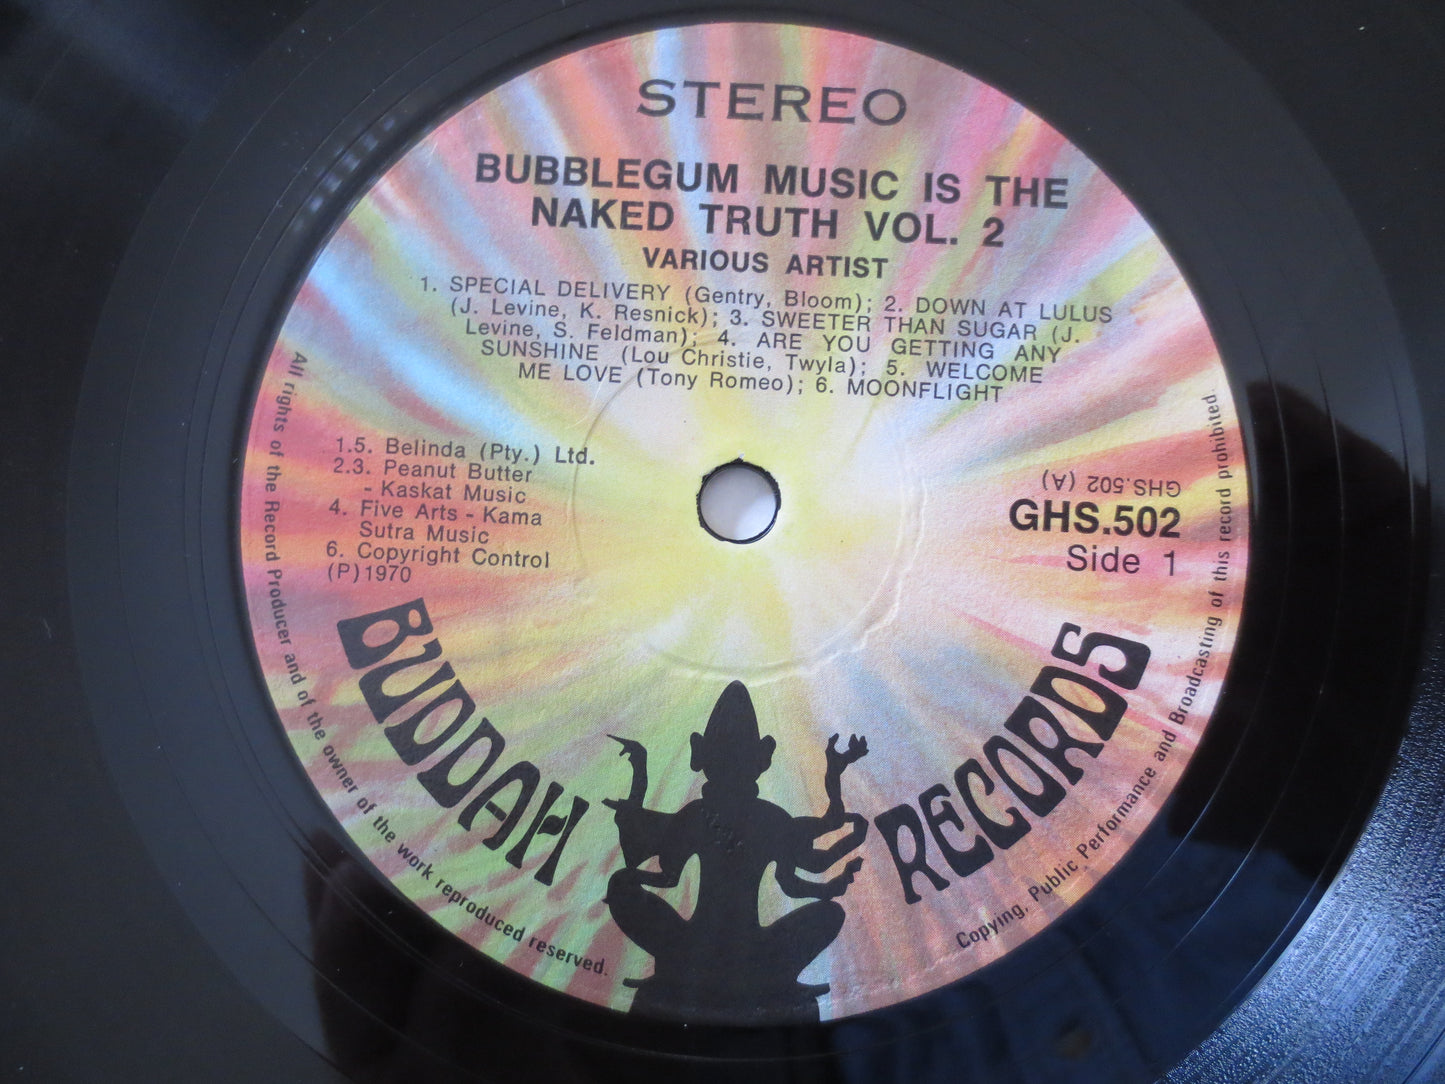 STEREO
BUBBLEGUM MUSIC IS THE
NAKED TRUTH VOL. 2
VARIOUS ARTIST
1. SPECIAL DELIVERY (Gentry, Bloom); 2. DOWN AT LULUS
(J. Levine, K. Resnick); 3. SWEETER THAN SUGAR (J.
Levine, S. Feldman); 4. ARE YOU GETTING ANY
SUNSHINE (Lou Christie, Twyla); 5. WELCOME
ME LOVE (Tony Romeo); 6. MOONFLIGHT
1.5. Belinda (Pty.) Ltd.
2.3. Peanut Butter
- Kaskat Music
4. Five Arts - Kama
Sutra Music
6. Copyright Control
(P)1970
GHS.502 (A)
GHS.502
Side 1
BUDDAH RECORDS
All rights of the Record Producer and of the owner of the work reproduced reserved.
Copying, Public Performance and Broadcasting of this record prohibited.